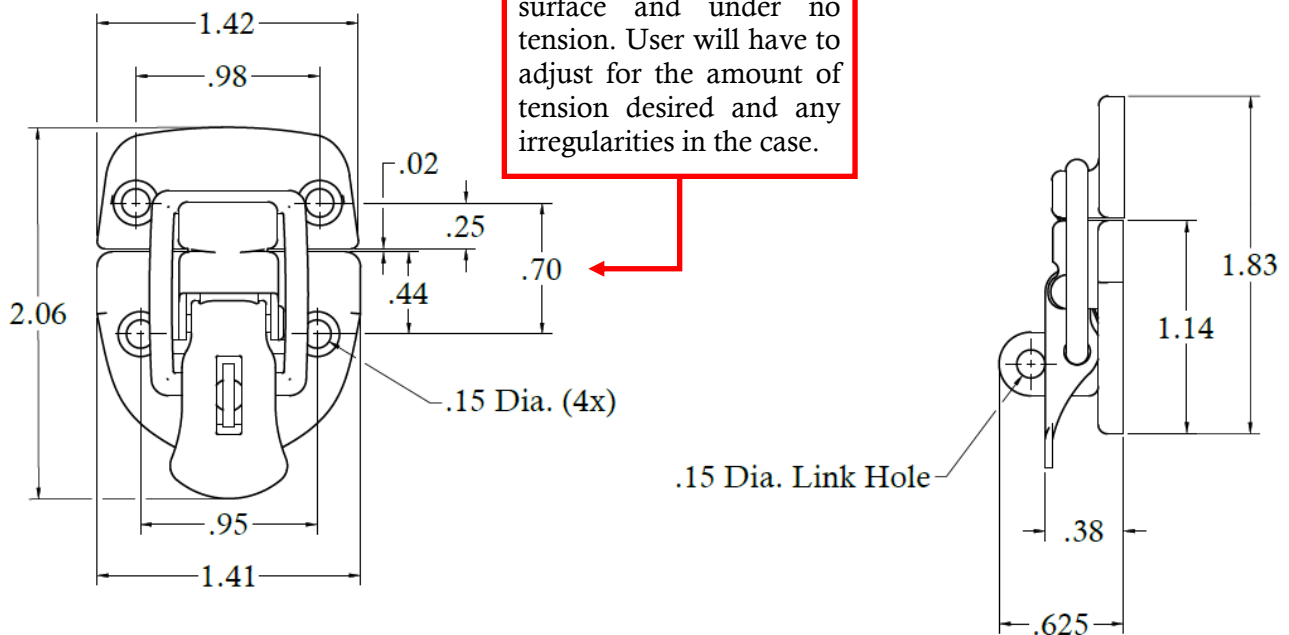 surface and under no
tension. User will have to
adjust for the amount of
tension desired and any
irregularities in the case.
1.42
.98
.02
.25
.70
.44
2.06
.15 Dia. (4x)
.95
1.41
1.83
1.14
.15 Dia. Link Hole
.38
.625